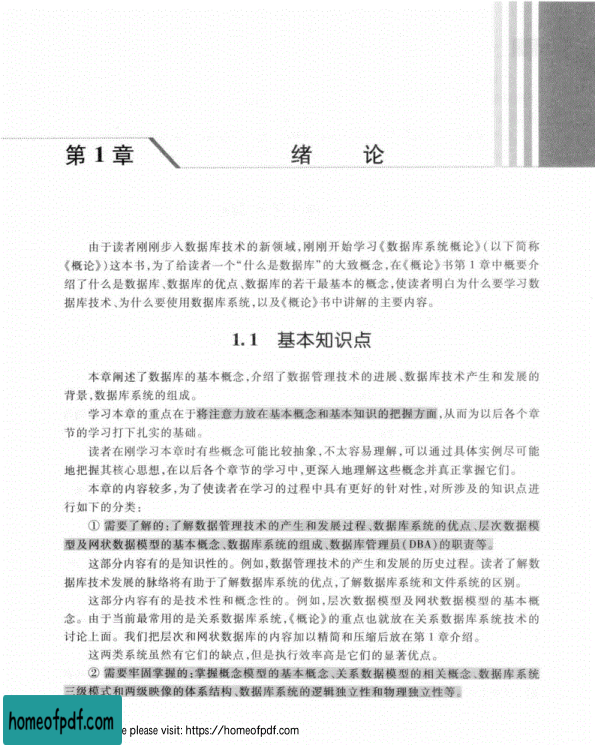 第1章 绪 论
由于读者刚刚步入数据库技术的新领域,刚刚开始学习《数据库系统概论》(以下简称
《概论》)这本书,为了给读者一个“什么是数据库”的大致概念,在《概论》书第1章中概要介
绍了什么是数据库、数据库的优点、数据库的若干最基本的概念,使读者明白为什么要学习数
据库技术、为什么要使用数据库系统,以及《概论》书中讲解的主要内容。
1.1 基本知识点
本章阐述了数据库的基本概念,介绍了数据管理技术的进展、数据库技术产生和发展的
背景,数据库系统的组成。
学习本章的重点在于将注意力放在基本概念和基本知识的把握方面,从而为以后各个章
节的学习打下扎实的基础。
读者在刚学习本章时有些概念可能比较抽象,不太容易理解,可以通过具体实例尽可能
地把握其核心思想,在以后各个章节的学习中,更深入地理解这些概念并真正掌握它们。
本章的内容较多,为了使读者在学习的过程中具有更好的针对性,对所涉及的知识点进
行如下的分类:
① 需要了解的:了解数据管理技术的产生和发展过程、数据库系统的优点、层次数据模
型及网状数据模型的基本概念、数据库系统的组成、数据库管理员(DBA)的职责等。
这部分内容有的是知识性的。例如,数据管理技术的产生和发展的历史过程。读者了解数
据库技术发展的脉络将有助于了解数据库系统的优点,了解数据库系统和文件系统的区别。
这部分内容有的是技术性和概念性的。例如,层次数据模型及网状数据模型的基本概
念。由于当前最常用的是关系数据库系统,《概论》的重点也就放在关系数据库系统技术的
讨论上面。我们把层次和网状数据库的内容加以精简和压缩后放在第1章介绍。
这两类系统虽然有它们的缺点,但是执行效率高是它们的显著优点。
② 需要牢固掌握的:掌握概念模型的基本概念、关系数据模型的相关概念、数据库系统
三级模式和两级映像的体系结构、数据库系统的逻辑独立性和物理独立性等。
homeofpdf.com
e please visit: https://homeofpdf.com